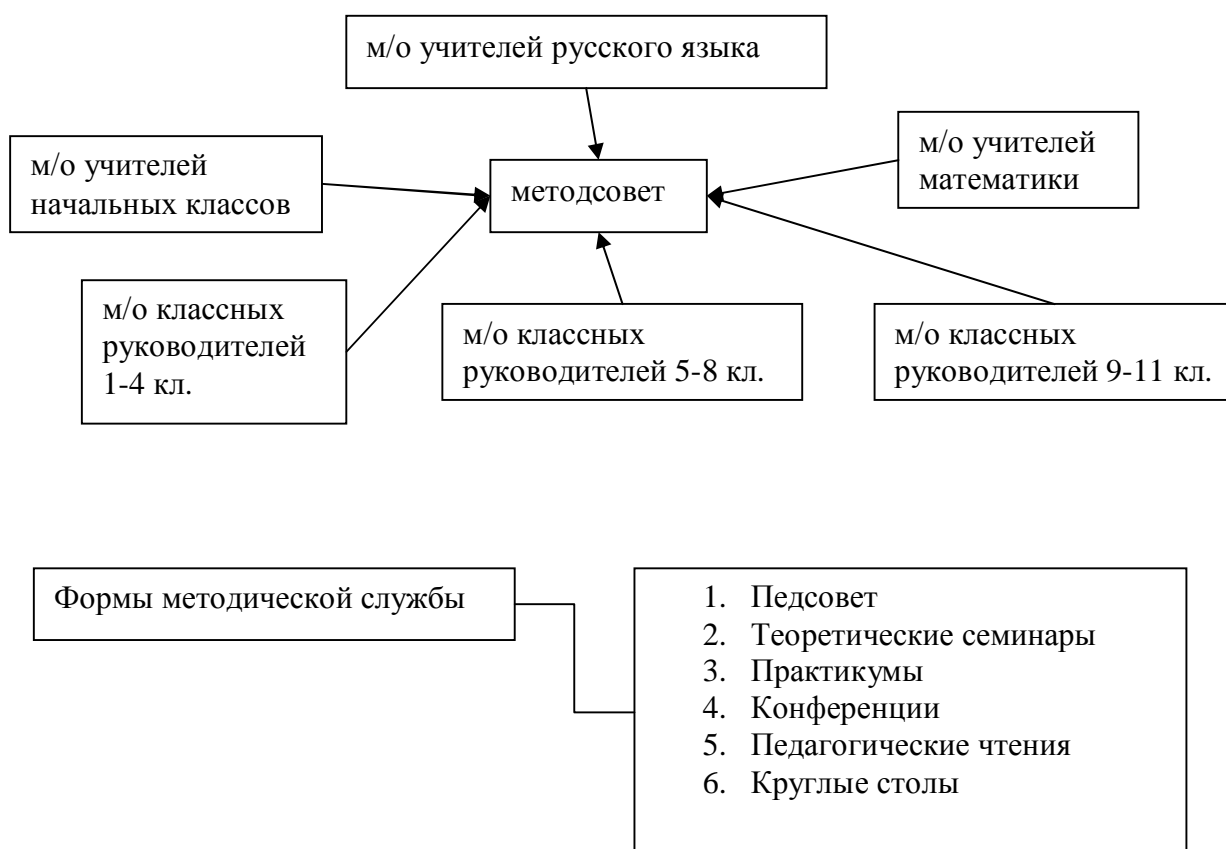 м/о учителей русского языка
м/о учителей
начальных классов
методсовет
м/о учителей
математики
м/о классных
руководителей
1-4 кл.
м/о классных
руководителей 5-8 кл.
м/о классных
руководителей 9-11 кл.
Формы методической службы
1. Педсовет
2. Теоретические семинары
3. Практикумы
4. Конференции
5. Педагогические чтения
6. Круглые столы